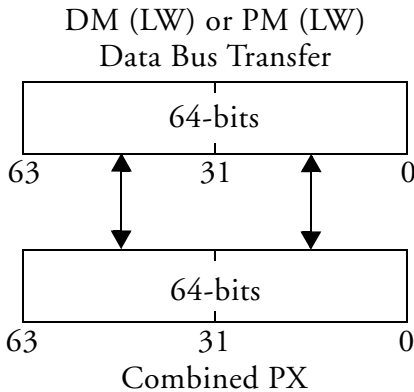 DM (LW) or PM (LW)
Data Bus Transfer
64-bits
63 31 0
64-bits
63 31 0
Combined PX